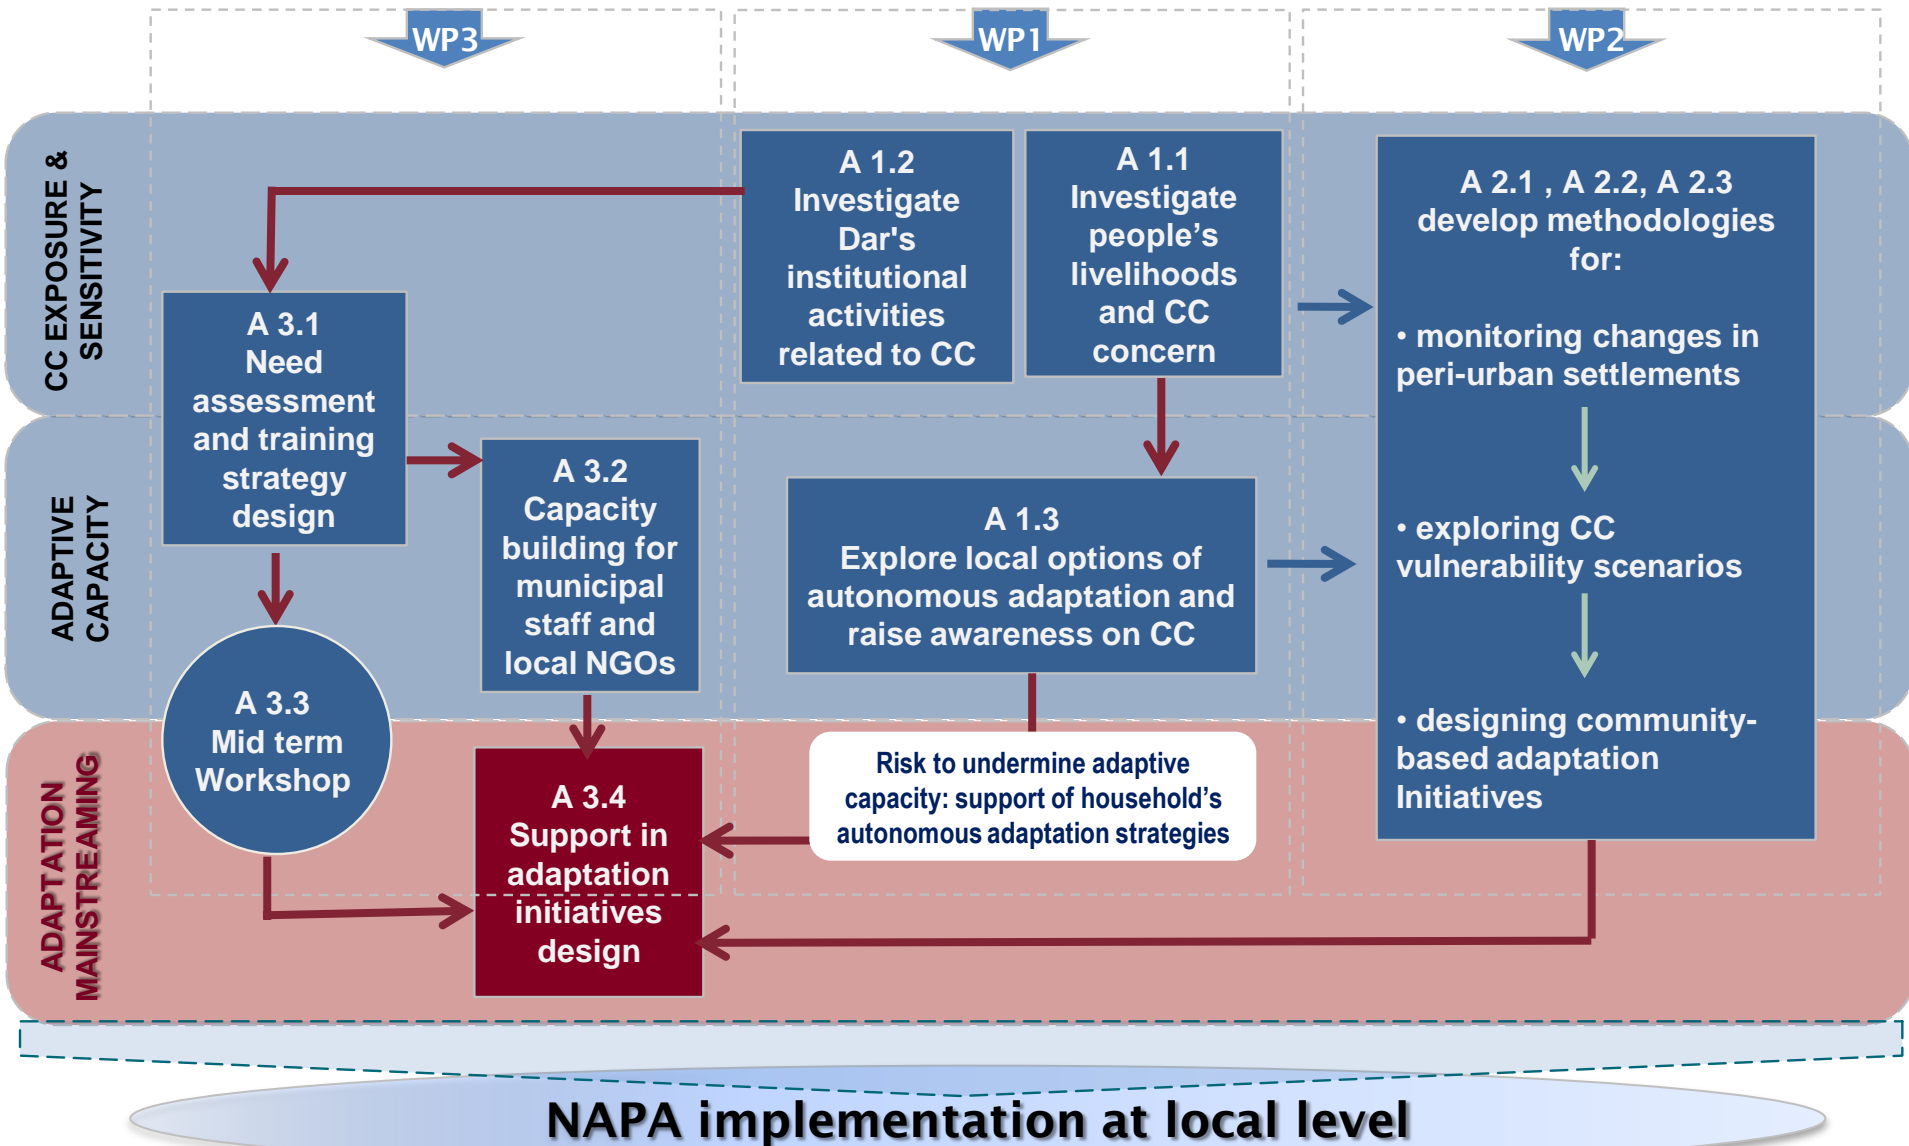 WP3
WP1
WP2
CC EXPOSURE &
SENSITIVITY
A 1.2
Investigate
Dar's
institutional
activities
related to CC
A 1.1
Investigate
people’s
livelihoods
and CC
concern
A 2.1 , A 2.2, A 2.3
develop methodologies
for:
• monitoring changes in
peri-urban settlements
• exploring CC
vulnerability scenarios
• designing community-
based adaptation
Initiatives
A 3.1
Need
assessment
and training
strategy
design
ADAPTIVE
CAPACITY
A 3.2
Capacity
building for
municipal
staff and
local NGOs
A 1.3
Explore local options of
autonomous adaptation and
raise awareness on CC
A 3.3
Mid term
Workshop
ADAPTATION
MAINSTREAMING
A 3.4
Support in
adaptation
initiatives
design
Risk to undermine adaptive
capacity: support of household’s
autonomous adaptation strategies
NAPA implementation at local level